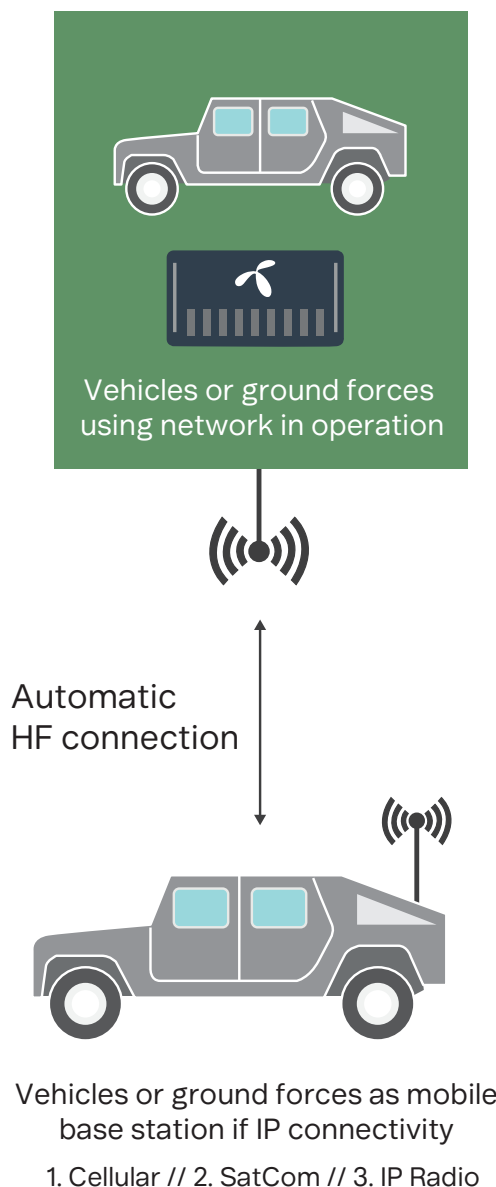 Vehicles or ground forces
using network in operation
Automatic
HF connection
Vehicles or ground forces as mobile
base station if IP connectivity
1. Cellular // 2. SatCom // 3. IP Radio